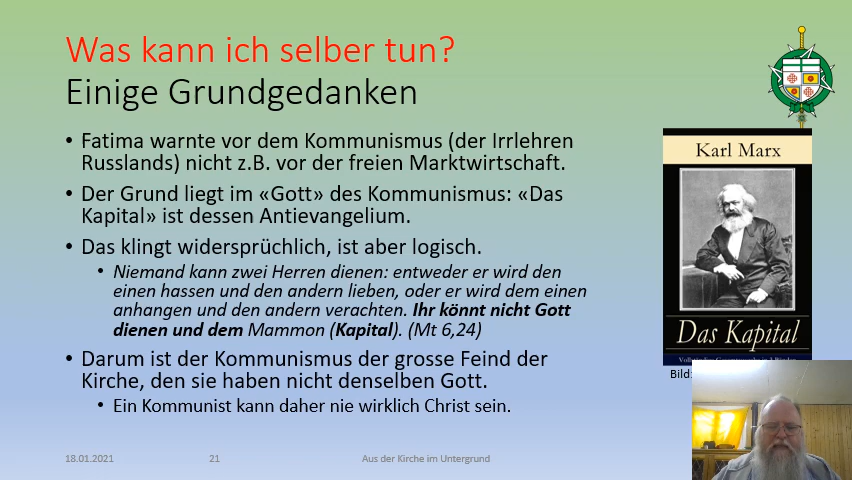 Was kann ich selber tun?
Einige Grundgedanken
• Fatima warnte vor dem Kommunismus (der Irrlehren
Russlands) nicht z.B. vor der freien Marktwirtschaft.
• Der Grund liegt im «Gott» des Kommunismus: «Das
Kapital» ist dessen Antievangelium.
• Das klingt widersprüchlich, ist aber logisch.
• Niemand kann zwei Herren dienen: entweder er wird den
einen hassen und den andern lieben, oder er wird dem einen
anhangen und den andern verachten. Ihr könnt nicht Gott
dienen und dem Mammon (Kapital). (Mt 6,24)
• Darum ist der Kommunismus der grosse Feind der
Kirche, den sie haben nicht denselben Gott.
• Ein Kommunist kann daher nie wirklich Christ sein.
Karl Marx
Das Kapital
Bild:
18.01.2021
21
Aus der Kirche im Untergrund